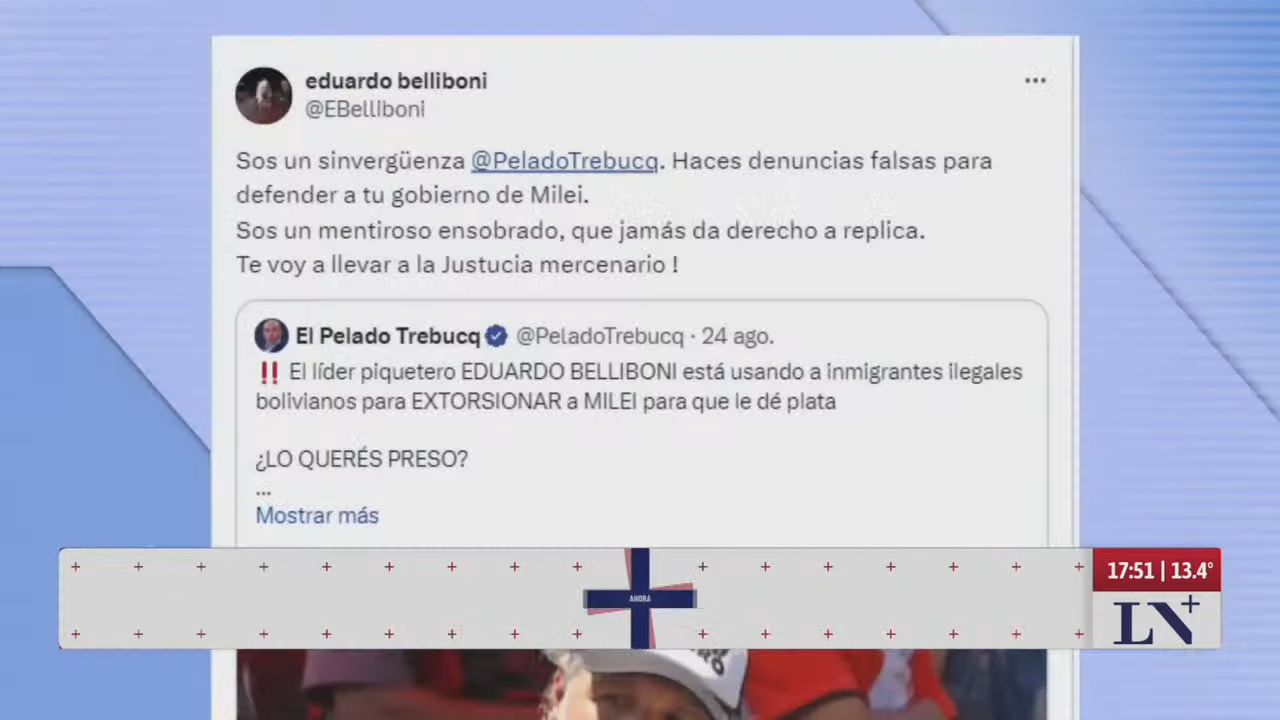 eduardo belliboni
@EBelliboni
Sos un sinvergüenza @PeladoTrebucq. Haces denuncias falsas para
defender a tu gobierno de Milei.
Sos un mentiroso ensobrado, que jamás da derecho a replica.
Te voy a llevar a la Justucia mercenario !
El Pelado Trebucq @PeladoTrebucq · 24 ago.
‼️ El líder piquetero EDUARDO BELLIBONI está usando a inmigrantes ilegales
bolivianos para EXTORSIONAR a MILEI para que le dé plata
¿LO QUERÉS PRESO?
...
Mostrar más
AHORA
17:51 | 13.4°
LN+